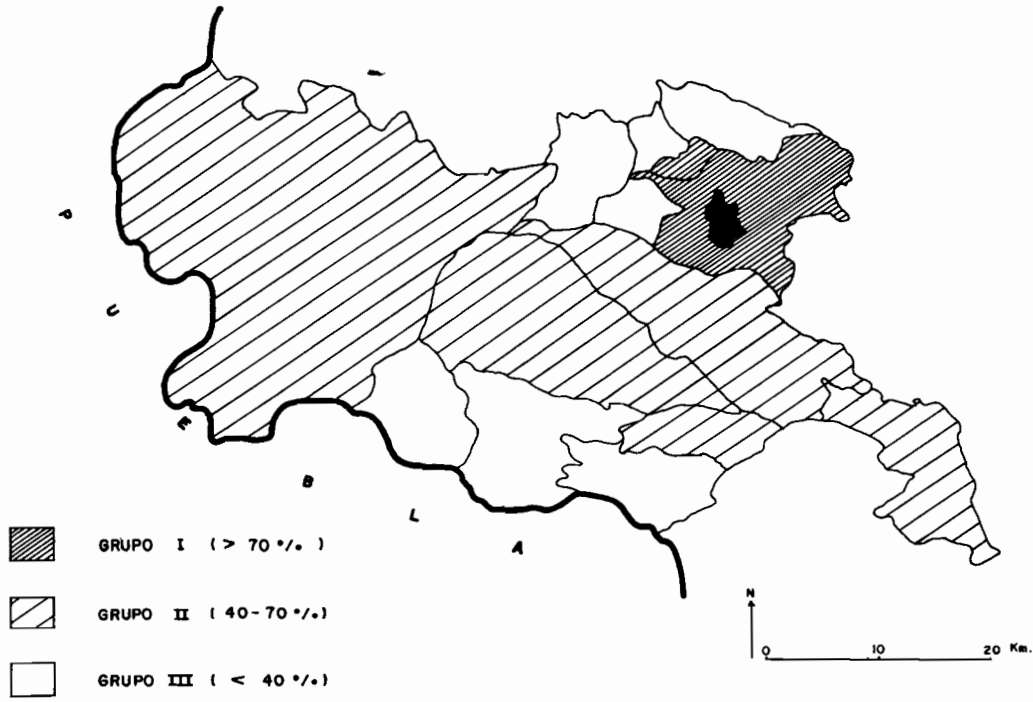 P
U
E
B
L
A
GRUPO I ( > 70 °/. )
GRUPO II ( 40-70 °/.)
GRUPO III ( < 40 °/.)
N
0 10 20 Km.